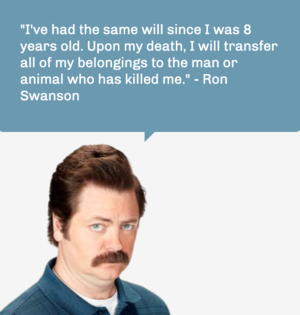 "I've had the same will since I was 8
years old. Upon my death, I will transfer
all of my belongings to the man or
animal who has killed me." - Ron
Swanson